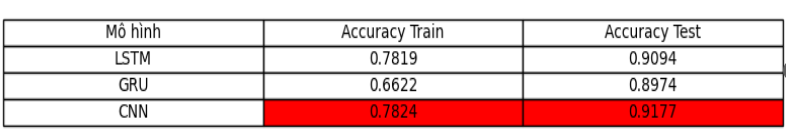 Mô hình Accuracy Train Accuracy Test
LSTM 0.7819 0.9094
GRU 0.6622 0.8974
CNN 0.7824 0.9177